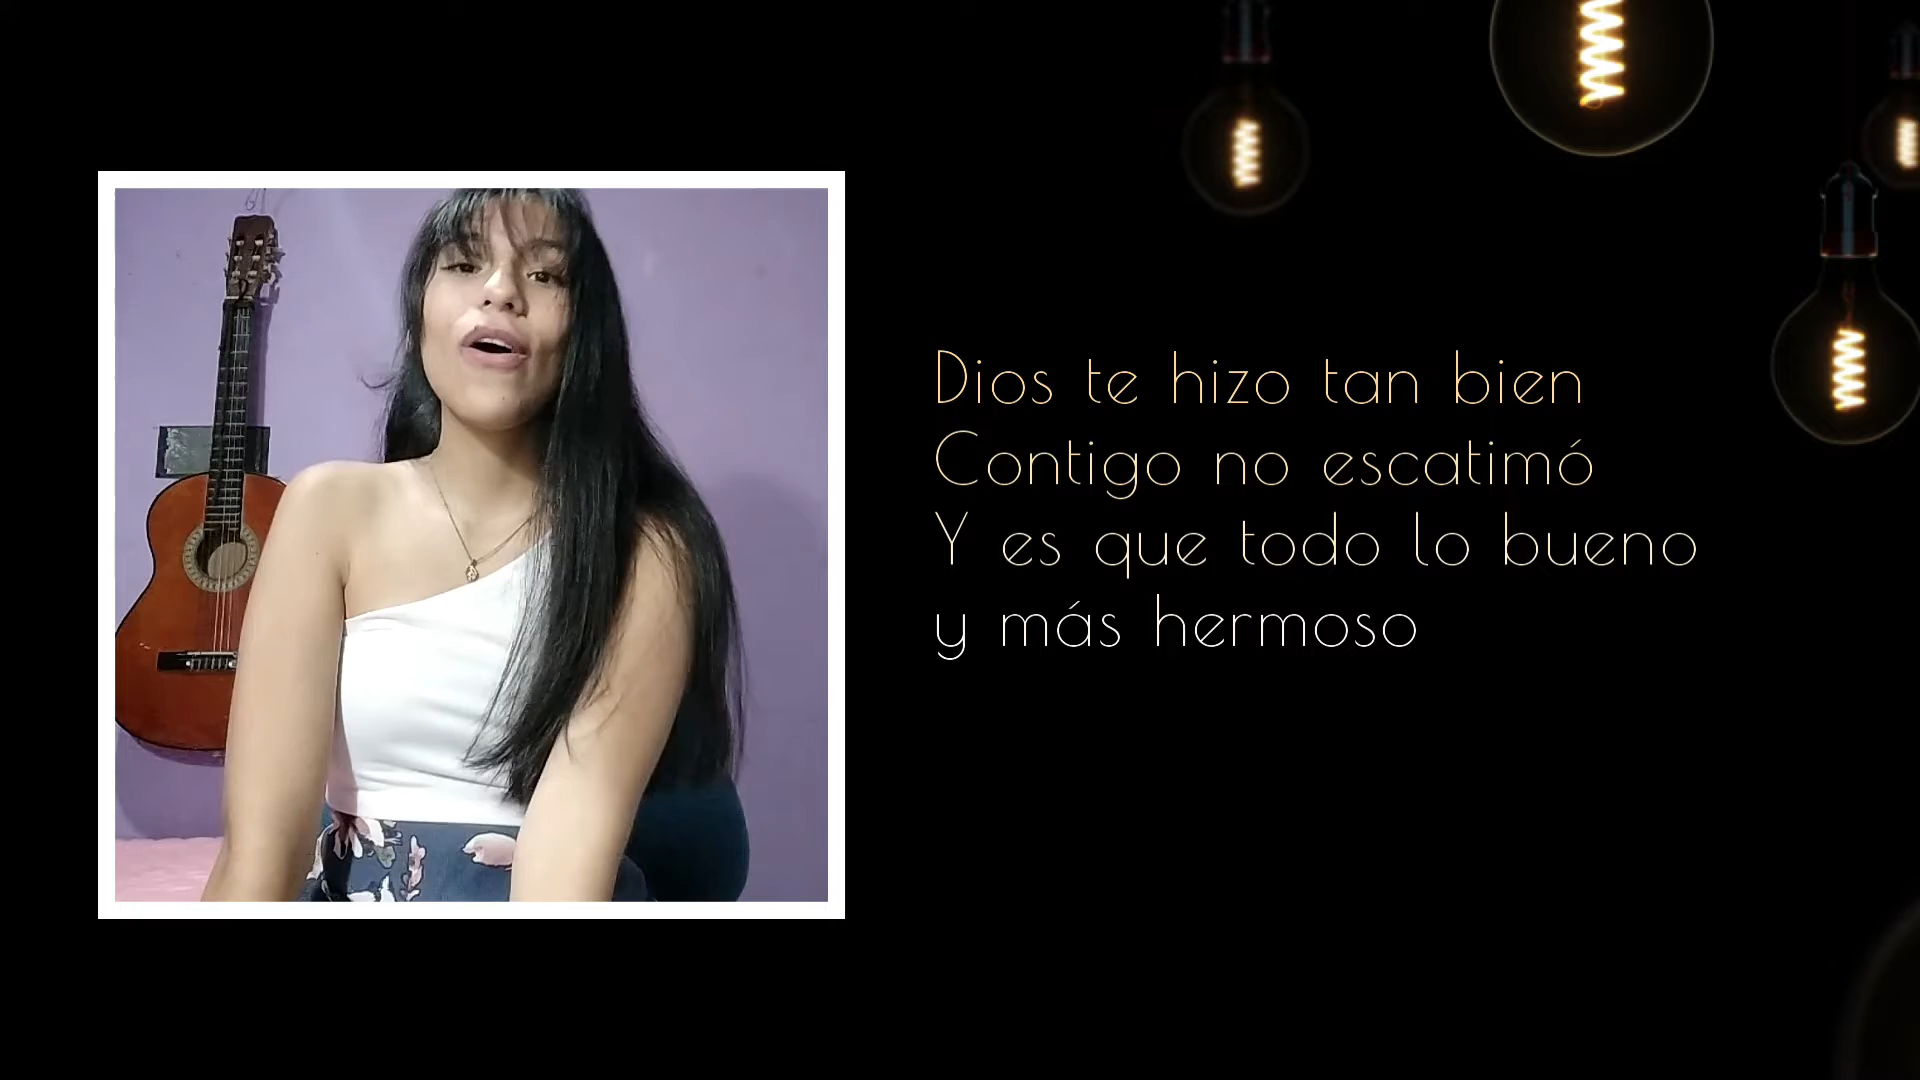 Dios te hizo tan bien
Contigo no escatimó
Y es que todo lo bueno
y más hermoso